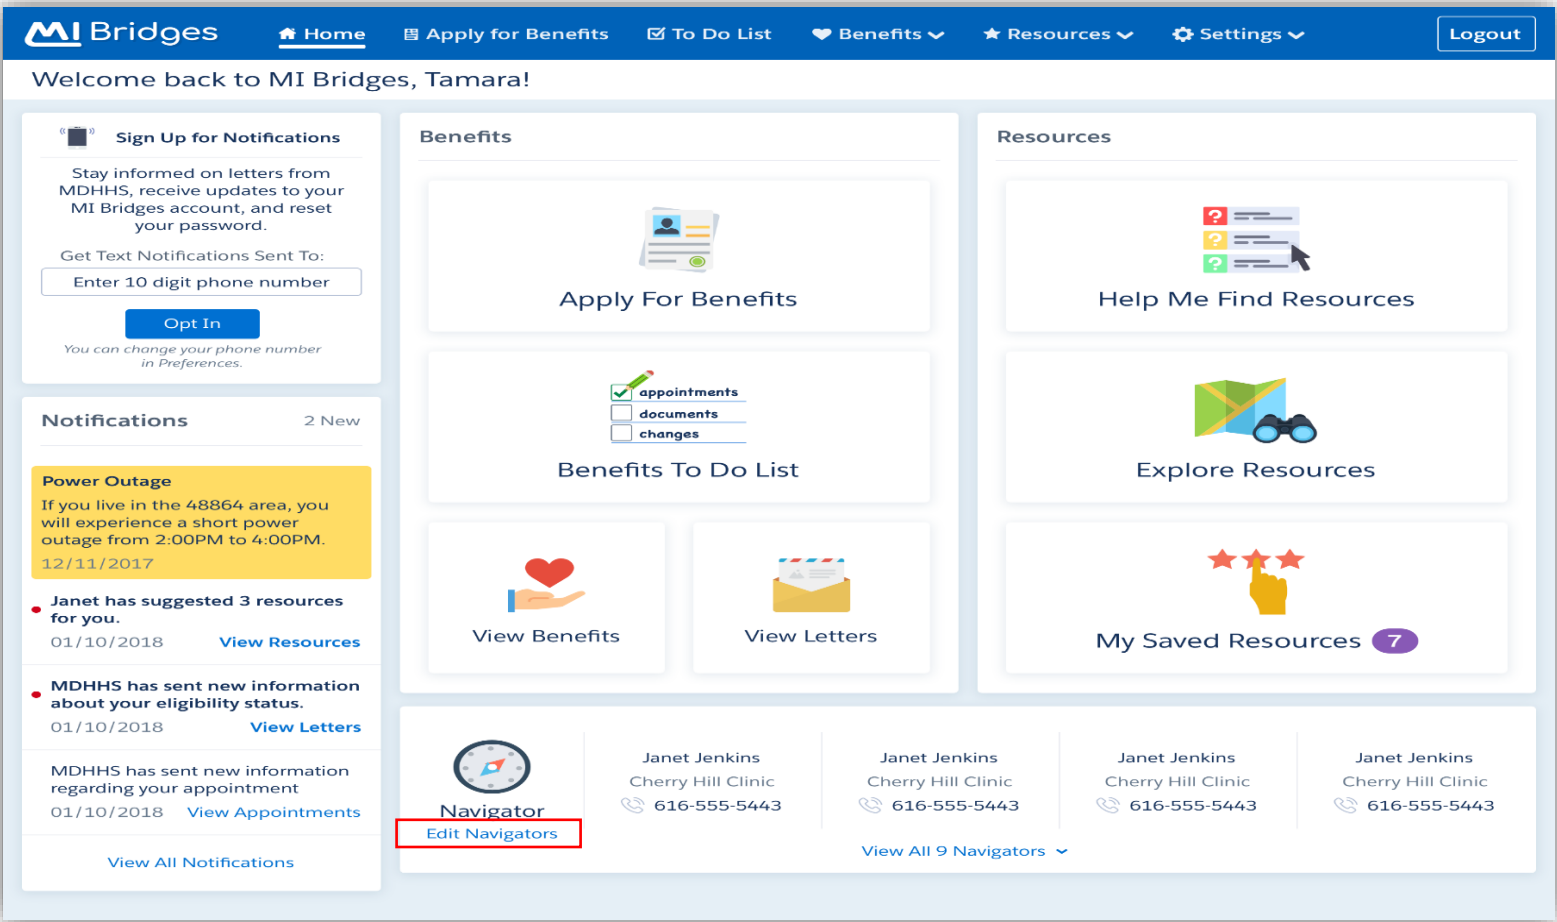 MI Bridges Home Apply for Benefits To Do List Benefits Resources Settings Logout
Welcome back to MI Bridges, Tamara!
Sign Up for Notifications
Stay informed on letters from
MDHHS, receive updates to your
MI Bridges account, and reset
your password.
Get Text Notifications Sent To:
Enter 10 digit phone number
Opt In
You can change your phone number
in Preferences.
Notifications 2 New
Power Outage
If you live in the 48864 area, you
will experience a short power
outage from 2:00PM to 4:00PM.
12/11/2017
Janet has suggested 3 resources
for you.
01/10/2018 View Resources
MDHHS has sent new information
about your eligibility status.
01/10/2018 View Letters
MDHHS has sent new information
regarding your appointment
01/10/2018 View Appointments
View All Notifications
Benefits
Apply For Benefits
appointments
documents
changes
Benefits To Do List
View Benefits
View Letters
Resources
? 
?
?
Help Me Find Resources
Explore Resources
My Saved Resources 7
Navigator
Edit Navigators
Janet Jenkins
Cherry Hill Clinic
616-555-5443
Janet Jenkins
Cherry Hill Clinic
616-555-5443
Janet Jenkins
Cherry Hill Clinic
616-555-5443
Janet Jenkins
Cherry Hill Clinic
616-555-5443
View All 9 Navigators